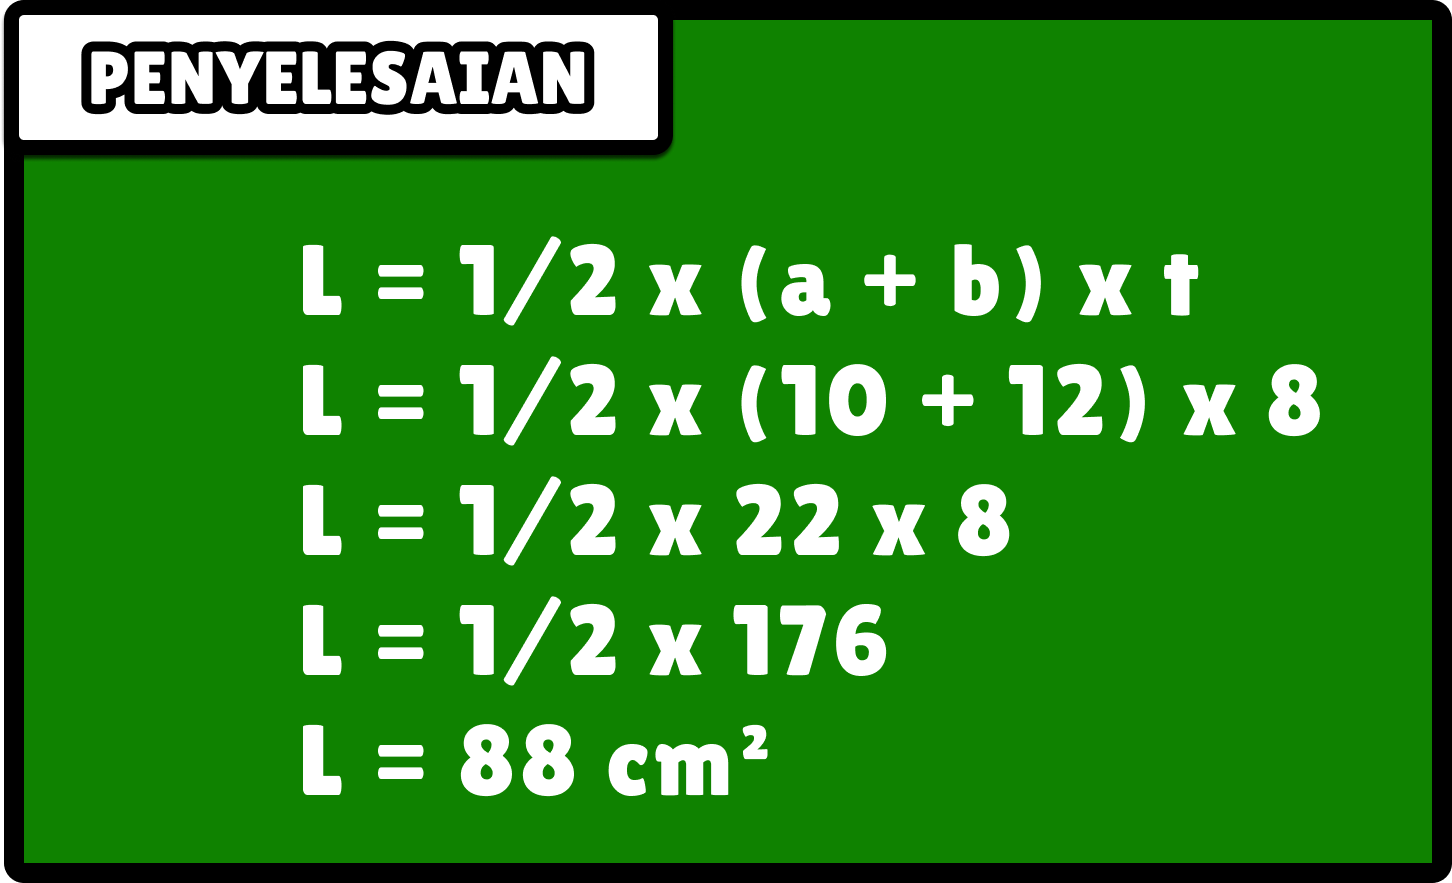 PENYELESAIAN
L = 1/2 x (a + b) x t
L = 1/2 x (10 + 12) x 8
L = 1/2 x 22 x 8
L = 1/2 x 176
L = 88 cm²